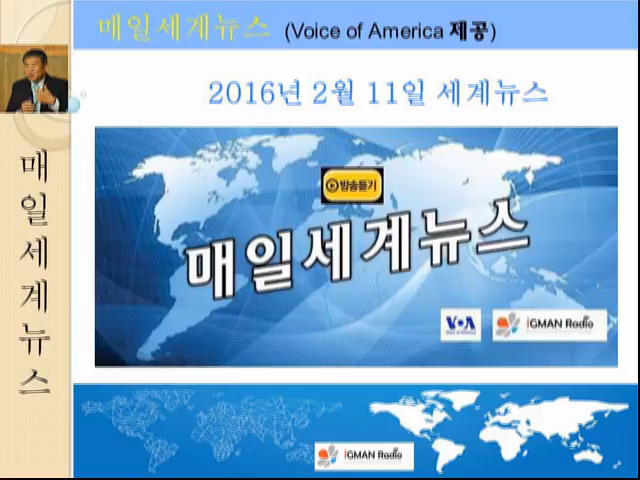 매일세계뉴스 (Voice of America 제공)
2016년 2월 11일 세계뉴스
방송듣기
매일세계뉴스
VOA
iGMAN Radio
매일세계뉴스
iGMAN Radio